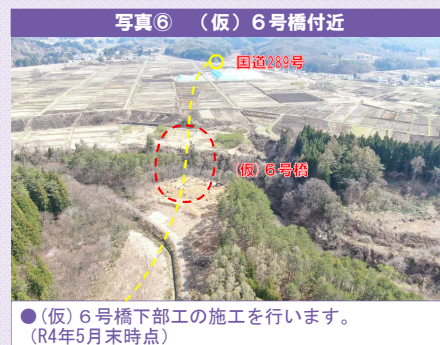 写真⑥ （仮）６号橋付近
国道289号
(仮)６号橋
●(仮)６号橋下部工の施工を行います。
(R4年5月末時点)